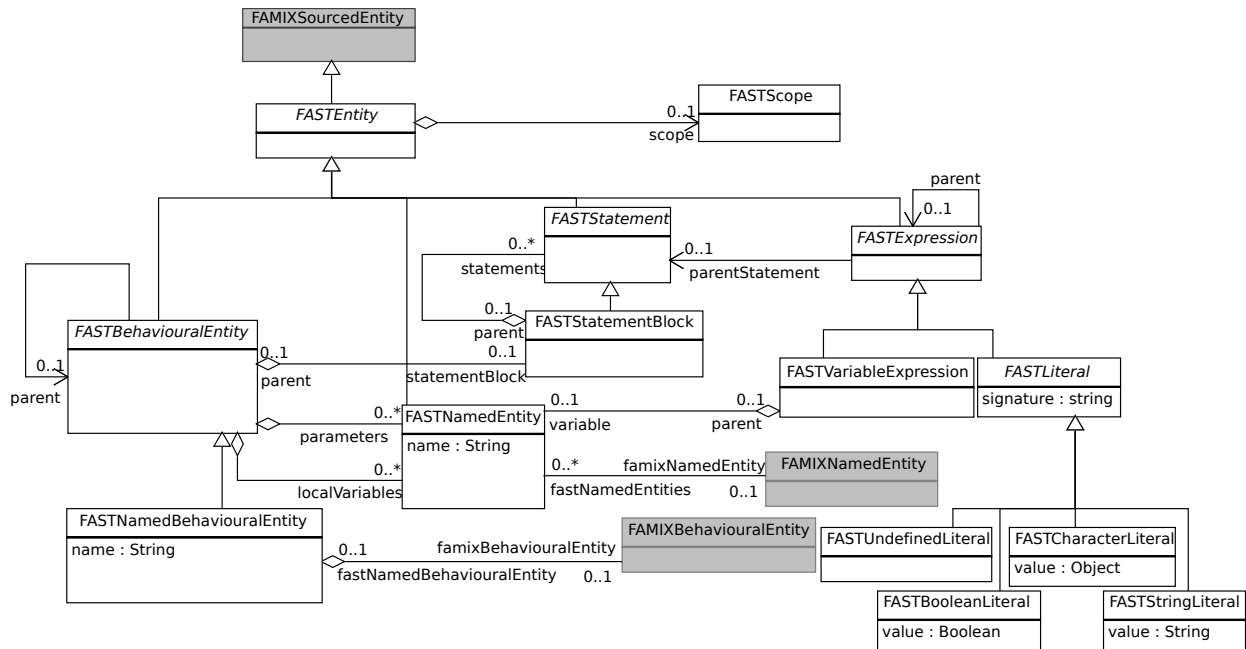 FAMIXSourcedEntity
FASTEntity
0..1
scope
FASTScope
parent
0..1
FASTStatement
0..*
statements
0..1
parentStatement
FASTExpression
0..1
parent
FASTStatementBlock
FASTBehaviouralEntity
0..1
parent
0..1
parent
0..1
statementBlock
FASTVariableExpression
FASTLiteral
signature : string
0..*
parameters
FASTNamedEntity
name : String
0..1
variable
0..1
parent
0..*
localVariables
0..*
fastNamedEntities
famixNamedEntity
0..1
FAMIXNamedEntity
FASTNamedBehaviouralEntity
name : String
0..1
fastNamedBehaviouralEntity
famixBehaviouralEntity
0..1
FAMIXBehaviouralEntity
FASTUndefinedLiteral
FASTCharacterLiteral
value : Object
FASTBooleanLiteral
value : Boolean
FASTStringLiteral
value : String